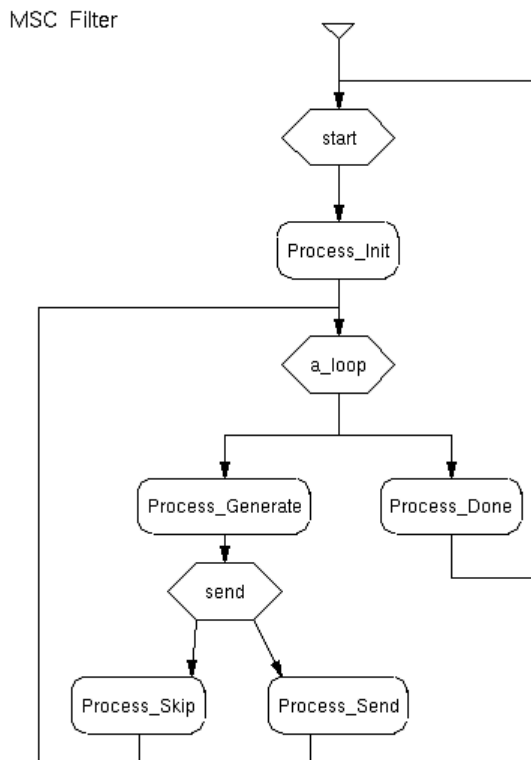 MSC Filter
start
Process_Init
a_loop
Process_Generate
Process_Done
send
Process_Skip
Process_Send